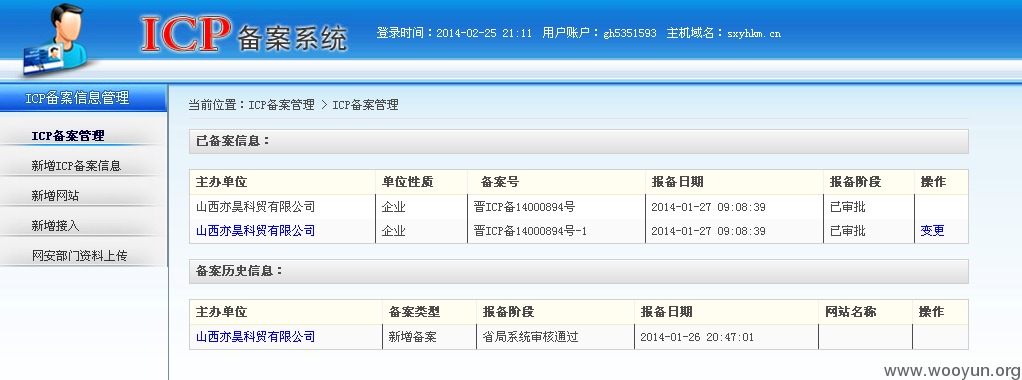 ICP备案系统 登录时间：2014-02-25 21:11 用户账户：gh5351593 主机域名：sxyhkm.cn
ICP备案信息管理
ICP备案管理
新增ICP备案信息
新增网站
新增接入
网安部门资料上传
当前位置：ICP备案管理 > ICP备案管理
已备案信息：
主办单位 单位性质 备案号 报备日期 报备阶段 操作
山西亦昊科贸有限公司 企业 晋ICP备14000894号 2014-01-27 09:08:39 已审批
山西亦昊科贸有限公司 企业 晋ICP备14000894号-1 2014-01-27 09:08:39 已审批 变更
备案历史信息：
主办单位 备案类型 报备阶段 报备日期 网站名称 操作
山西亦昊科贸有限公司 新增备案 省局系统审核通过 2014-01-26 20:47:01
www.wooyun.org